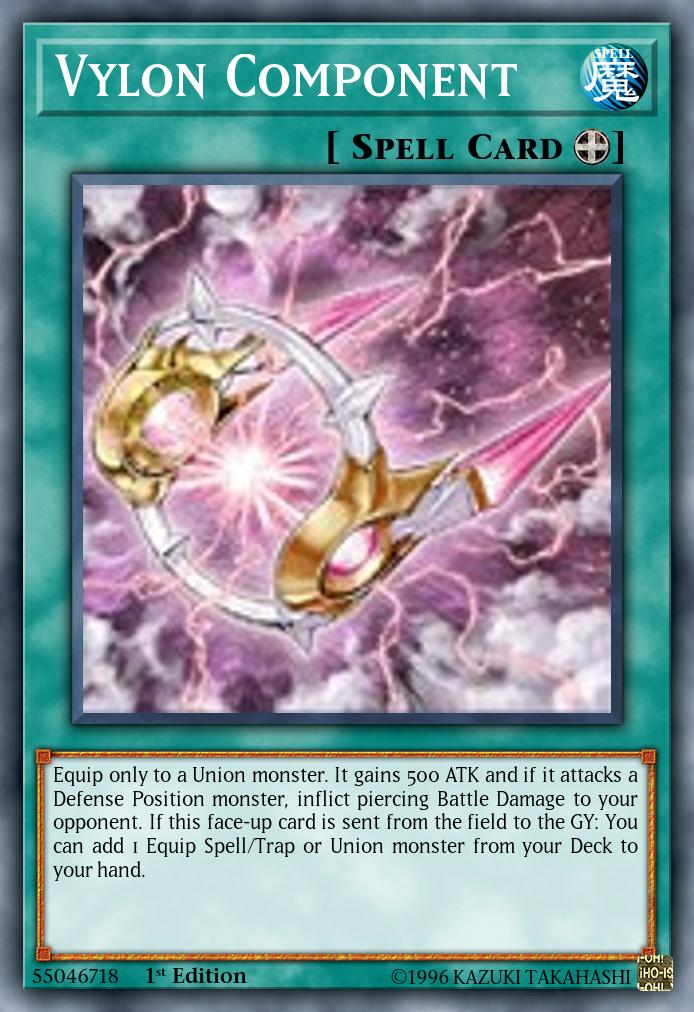 Vylon Component
SPELL
魔
[ Spell Card ]
Equip only to a Union monster. It gains 500 ATK and if it attacks a
Defense Position monster, inflict piercing Battle Damage to your
opponent. If this face-up card is sent from the field to the GY: You
can add 1 Equip Spell/Trap or Union monster from your Deck to
your hand.
55046718 1st Edition ©1996 KAZUKI TAKAHASHI